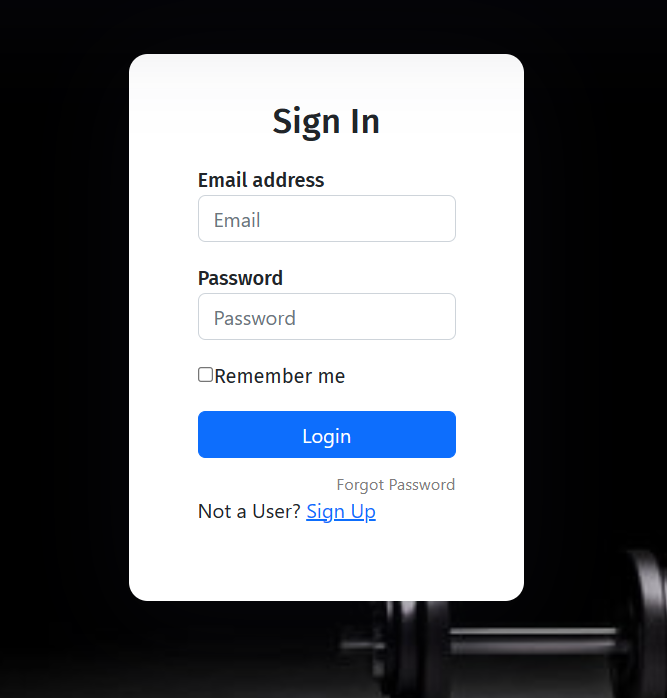 Sign In
Email address
Email
Password
Password
Remember me
Login
Forgot Password
Not a User? Sign Up